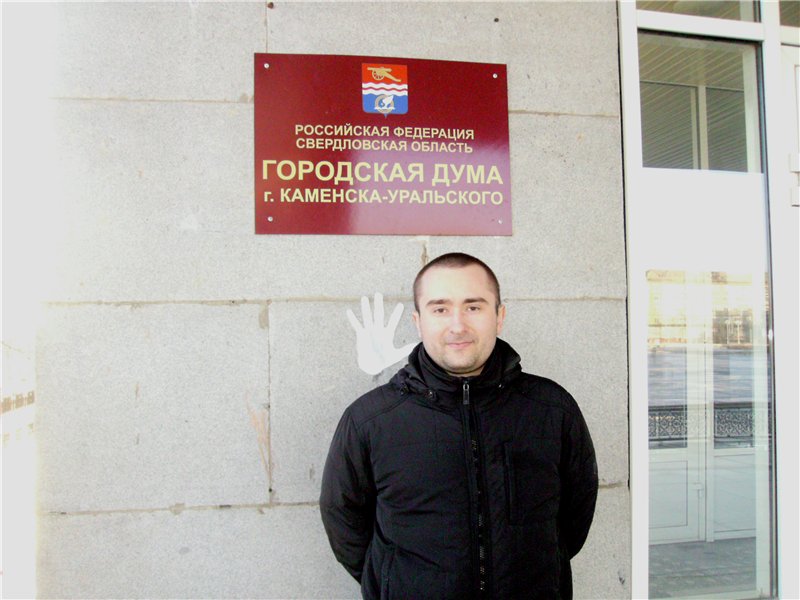 РОССИЙСКАЯ ФЕДЕРАЦИЯ
СВЕРДЛОВСКАЯ ОБЛАСТЬ
ГОРОДСКАЯ ДУМА
г. КАМЕНСКА-УРАЛЬСКОГО